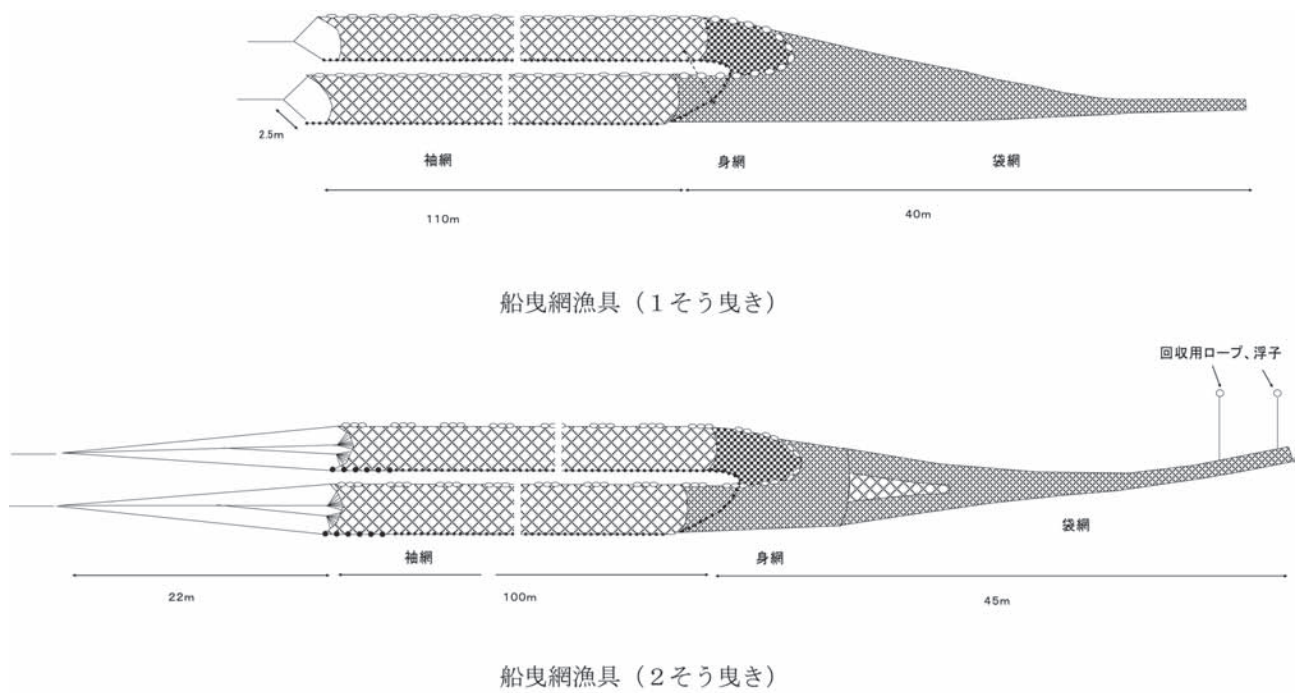 2.5m
袖網
身網
袋網
110m
40m
船曳網漁具（１そう曳き）
回収用ロープ、浮子
袋網
袖網
身網
22m
100m
45m
船曳網漁具（２そう曳き）